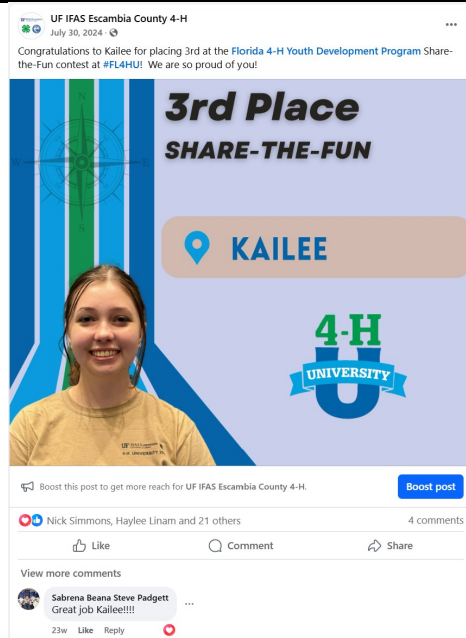 UF IFAS Escambia County 4-H
July 30, 2024 ·
Congratulations to Kailee for placing 3rd at the Florida 4-H Youth Development Program Share-
the-Fun contest at #FL4HU! We are so proud of you!
N
W
E
3rd Place
SHARE-THE-FUN
KAILEE
4-H
UNIVERSITY
U
UF IFAS
4-H UNIVERSITY
Boost this post to get more reach for UF IFAS Escambia County 4-H.
Boost post
Nick Simmons, Haylee Linam and 21 others
4 comments
Like
Comment
Share
View more comments
Sabrena Beana Steve Padgett
Great job Kailee!!!!
23w Like Reply